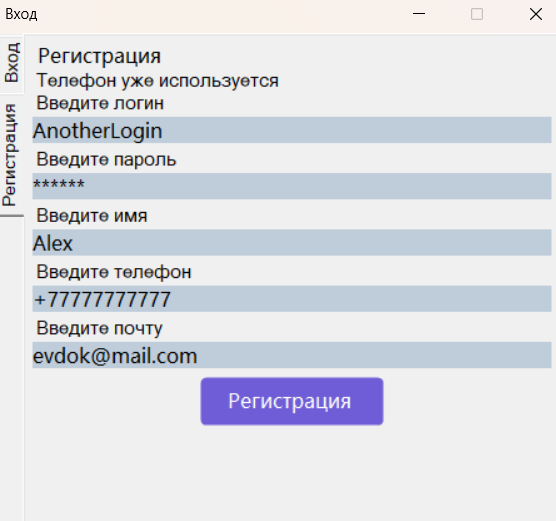 Вход
Вход
Регистрация
Регистрация
Телефон уже используется
Введите логин
AnotherLogin
Введите пароль
******
Введите имя
Alex
Введите телефон
+77777777777
Введите почту
evdok@mail.com
Регистрация